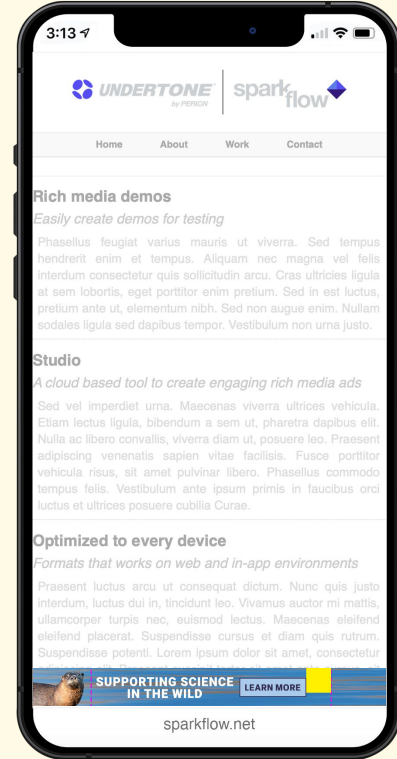 3:13
UNDERTONE
by PERION
spark
flow
Home About Work Contact
Rich media demos
Easily create demos for testing
Phasellus feugiat varius mauris ut viverra. Sed tempus
hendrerit enim et tempus. Aliquam nec magna vel felis
interdum consectetur quis sollicitudin arcu. Cras ultricies ligula
at sem lobortis, eget porttitor enim pretium. Sed in est luctus,
pretium ante ut, elementum nibh. Sed non augue enim. Nullam
sodales ligula sed dapibus tempor. Vestibulum non urna justo.
Studio
A cloud based tool to create engaging rich media ads
Sed vel imperdiet urna. Maecenas viverra ultrices vehicula.
Etiam lectus ligula, bibendum a sem ut, pharetra dapibus elit.
Nulla ac libero convallis, viverra diam ut, posuere leo. Praesent
adipiscing venenatis sapien vitae facilisis. Fusce porttitor
vehicula risus, sit amet pulvinar libero. Phasellus commodo
tempus felis. Vestibulum ante ipsum primis in faucibus orci
luctus et ultrices posuere cubilia Curae.
Optimized to every device
Formats that works on web and in-app environments
Praesent luctus arcu ut consequat dictum. Nunc quis justo
interdum, luctus dui in, tincidunt leo. Vivamus auctor mi mattis,
ullamcorper turpis nec, euismod lectus. Maecenas eleifend
eleifend placerat. Suspendisse cursus et diam quis rutrum.
Suspendisse potenti. Lorem ipsum dolor sit amet, consectetur
SUPPORTING SCIENCE
IN THE WILD
LEARN MORE
sparkflow.net